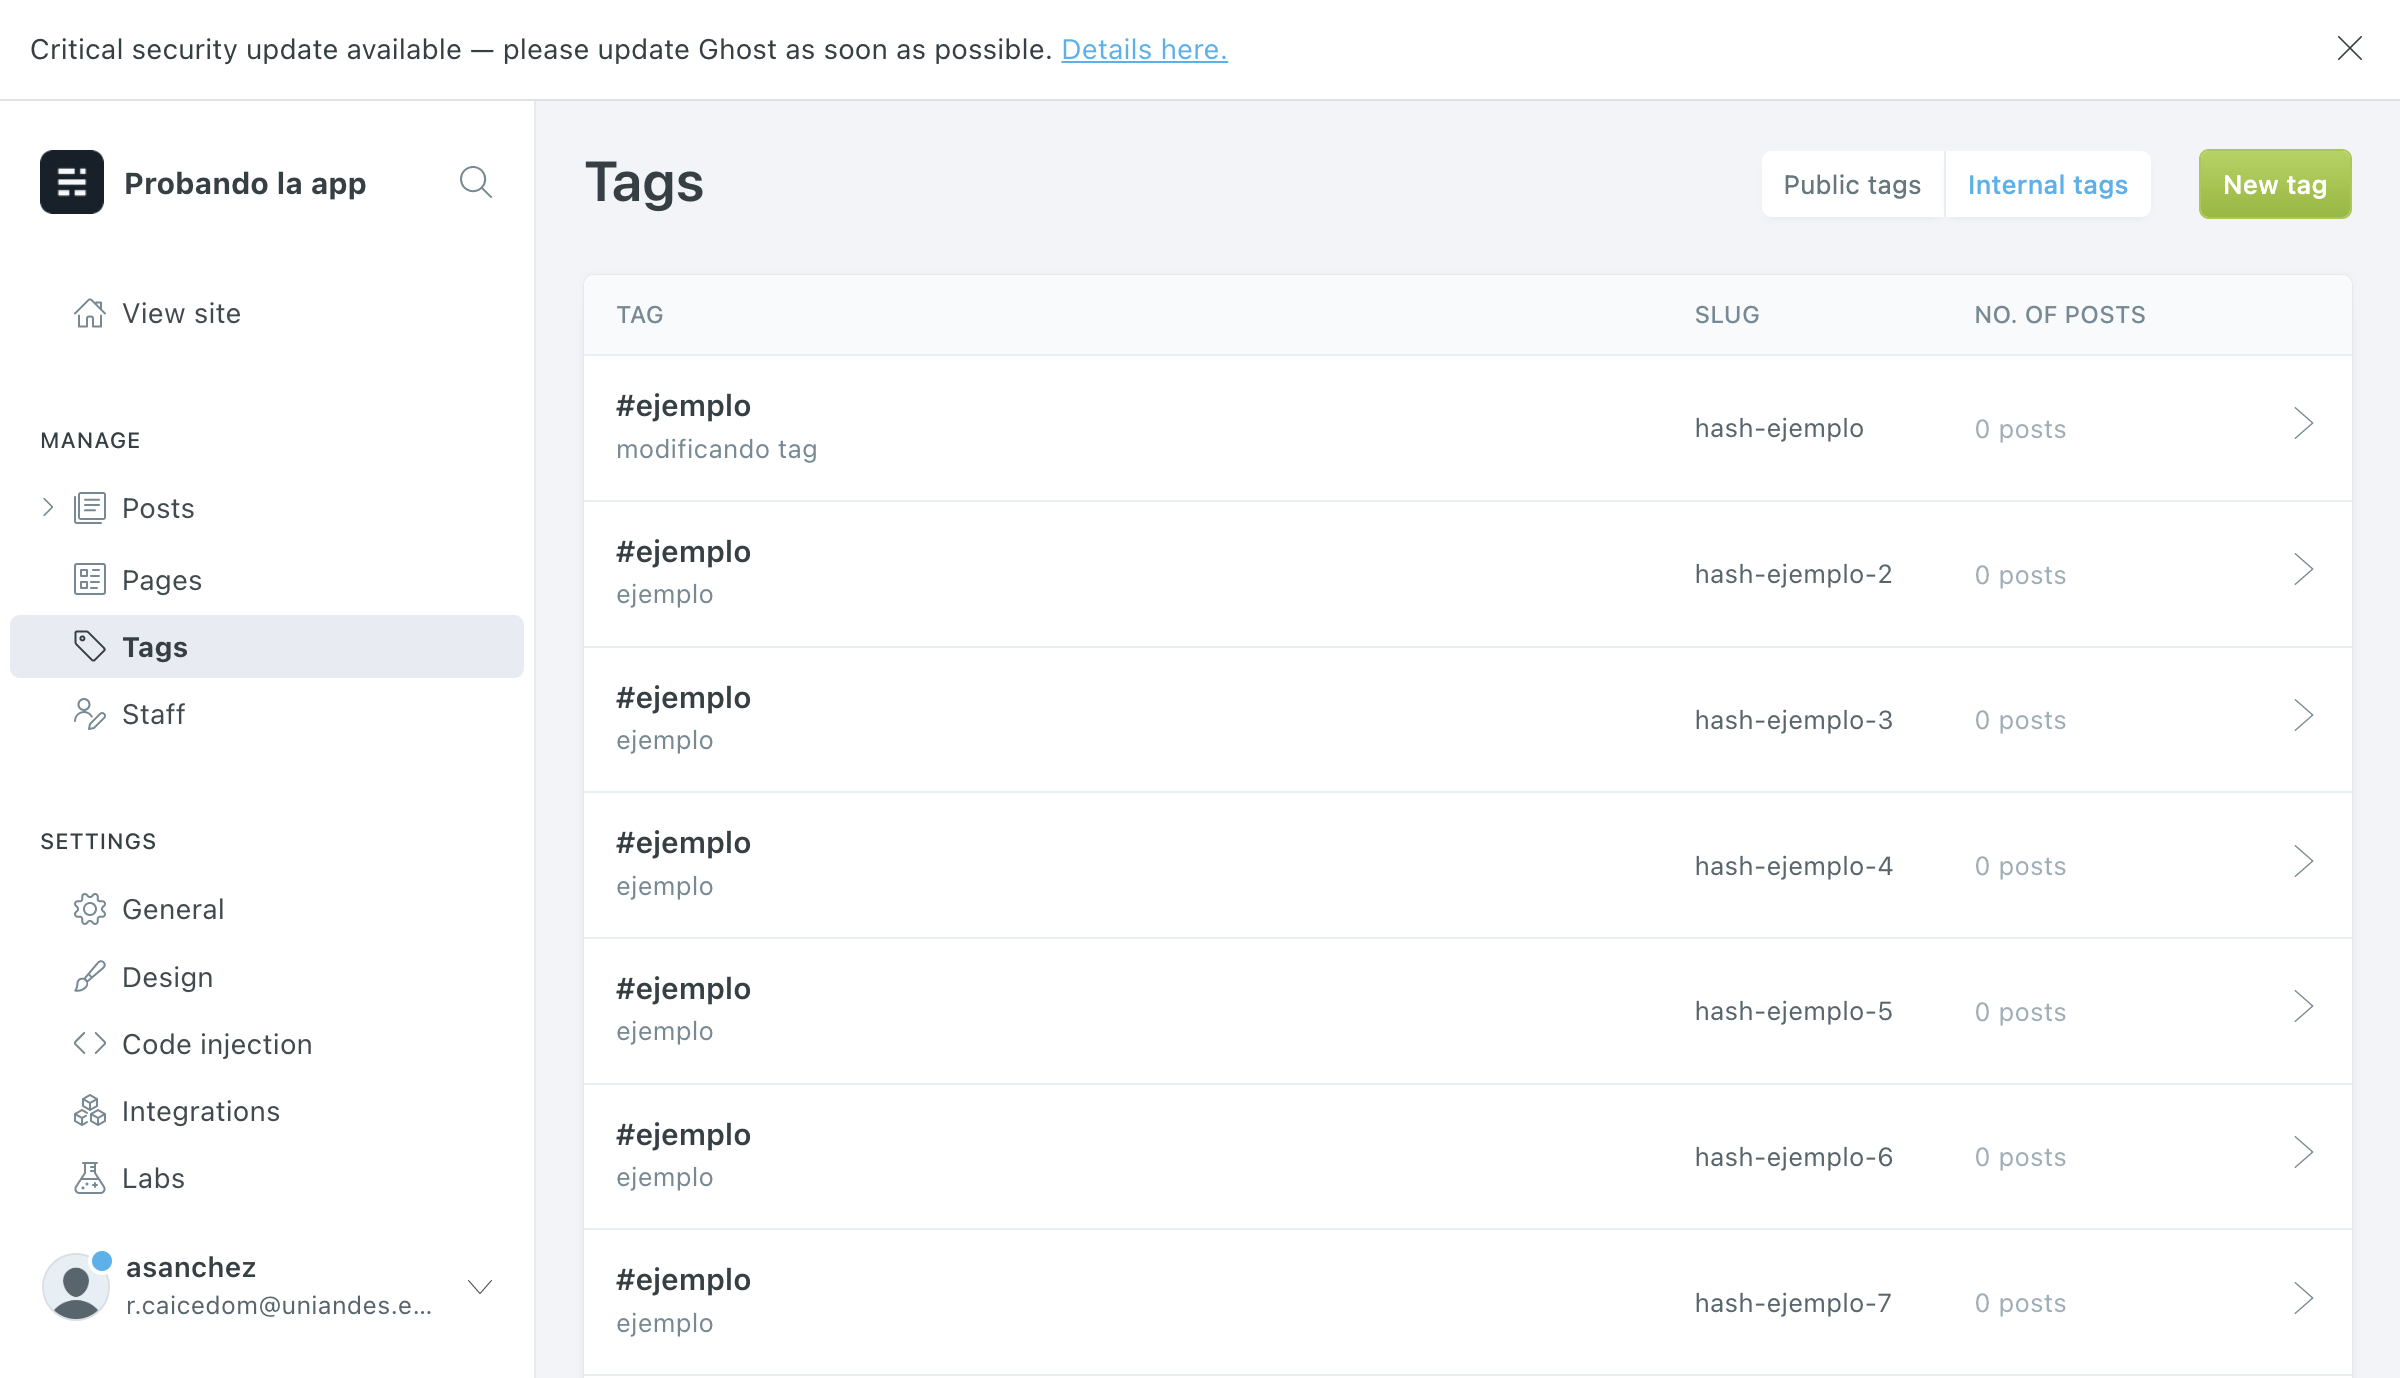 Critical security update available — please update Ghost as soon as possible. Details here.
Probando la app
View site
MANAGE
Posts
Pages
Tags
Staff
SETTINGS
General
Design
Code injection
Integrations
Labs
asanchez
r.caicedom@uniandes.e...
Tags
Public tags
Internal tags
New tag
TAG SLUG NO. OF POSTS
#ejemplo
modificando tag
hash-ejemplo
0 posts
#ejemplo
ejemplo
hash-ejemplo-2
0 posts
#ejemplo
ejemplo
hash-ejemplo-3
0 posts
#ejemplo
ejemplo
hash-ejemplo-4
0 posts
#ejemplo
ejemplo
hash-ejemplo-5
0 posts
#ejemplo
ejemplo
hash-ejemplo-6
0 posts
#ejemplo
ejemplo
hash-ejemplo-7
0 posts